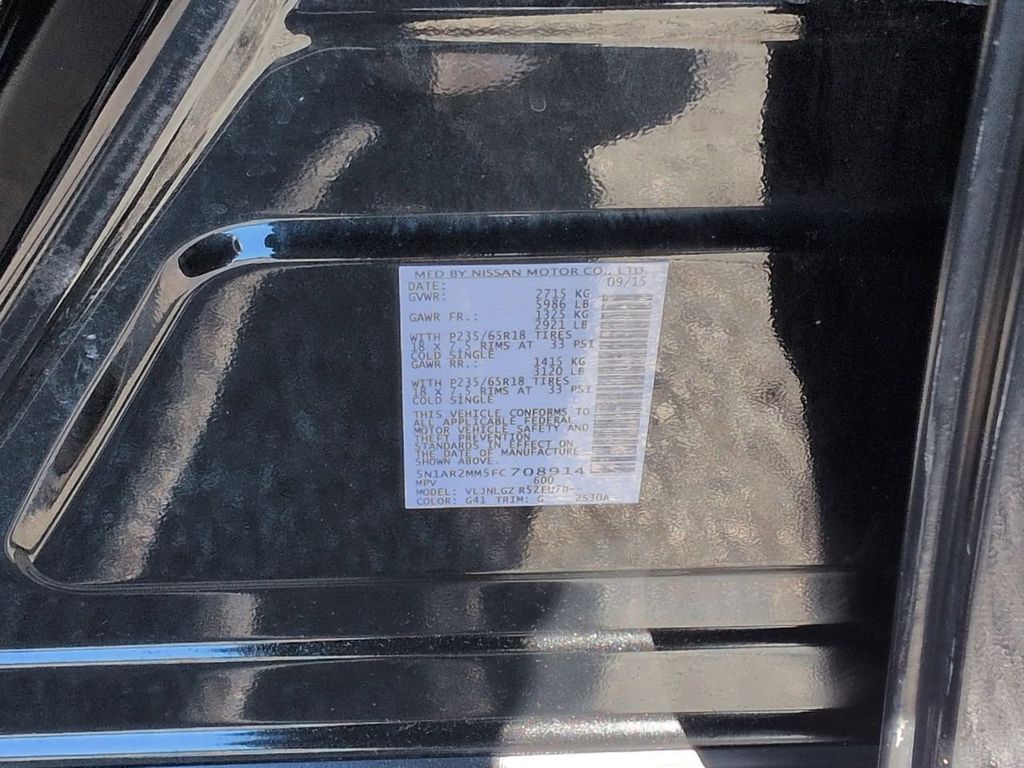 MFD BY NISSAN MOTOR CO., LTD.
DATE: 09/15
GVWR: 2715 KG
5986 LB
GAWR FR.: 1325 KG
2921 LB
WITH P235/65R18 TIRES
18 X 7.5 RIMS AT 33 PSI
COLD SINGLE
GAWR RR.: 1415 KG
3120 LB
WITH P235/65R18 TIRES
18 X 7.5 RIMS AT 33 PSI
COLD SINGLE
THIS VEHICLE CONFORMS TO
ALL APPLICABLE FEDERAL
MOTOR VEHICLE SAFETY AND
THEFT PREVENTION
STANDARDS IN EFFECT ON
THE DATE OF MANUFACTURE
SHOWN ABOVE.
5N1AR2MM5FC708914
MPV 600
MODEL:
COLOR: G41 TRIM: G 2530A